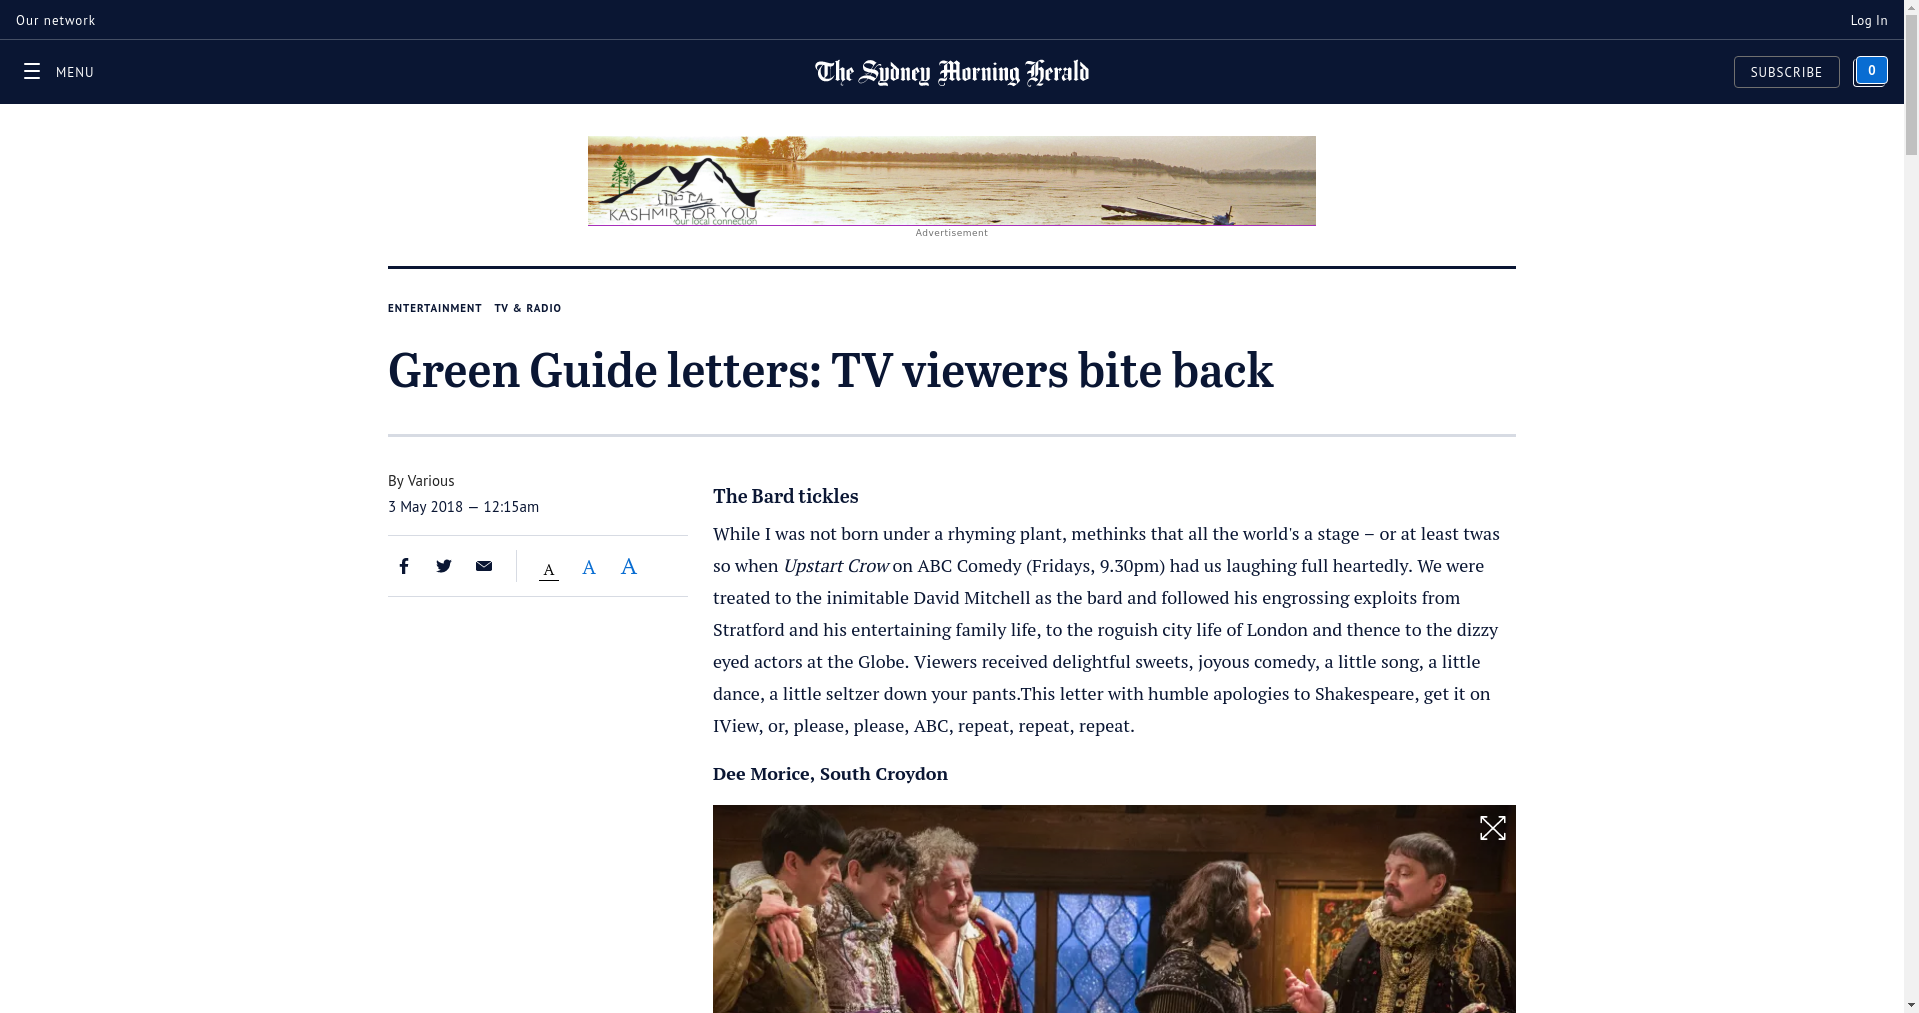 Our network
Log In
MENU
The Sydney Morning Herald
SUBSCRIBE
0
KASHMIR FOR YOU
our local connection
Advertisement
ENTERTAINMENT TV & RADIO
Green Guide letters: TV viewers bite back
By Various
3 May 2018 — 12:15am
A A A
The Bard tickles
While I was not born under a rhyming plant, methinks that all the world's a stage – or at least twas
so when Upstart Crow on ABC Comedy (Fridays, 9.30pm) had us laughing full heartedly. We were
treated to the inimitable David Mitchell as the bard and followed his engrossing exploits from
Stratford and his entertaining family life, to the roguish city life of London and thence to the dizzy
eyed actors at the Globe. Viewers received delightful sweets, joyous comedy, a little song, a little
dance, a little seltzer down your pants.This letter with humble apologies to Shakespeare, get it on
IView, or, please, please, ABC, repeat, repeat, repeat.
Dee Morice, South Croydon